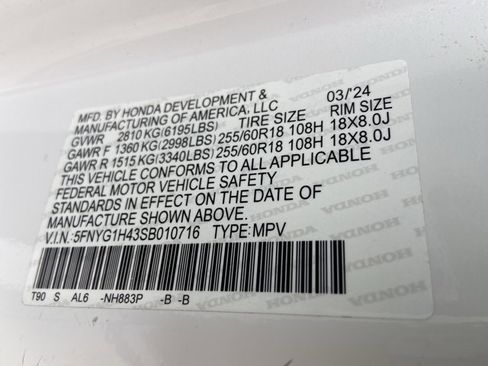 MFD. BY HONDA DEVELOPMENT & 03/'24
MANUFACTURING OF AMERICA, LLC
GVWR 2810 KG(6195LBS) TIRE SIZE RIM SIZE
GAWR F 1360 KG(2998LBS) 255/60R18 108H 18X8.0J
GAWR R 1515 KG(3340LBS) 255/60R18 108H 18X8.0J
THIS VEHICLE CONFORMS TO ALL APPLICABLE
FEDERAL MOTOR VEHICLE SAFETY
STANDARDS IN EFFECT ON THE DATE OF
MANUFACTURE SHOWN ABOVE.
V.I.N.:5FNYG1H43SB010716 TYPE:MPV
T90 S AL6 -NH883P -B -B
HONDA HONDA HONDA